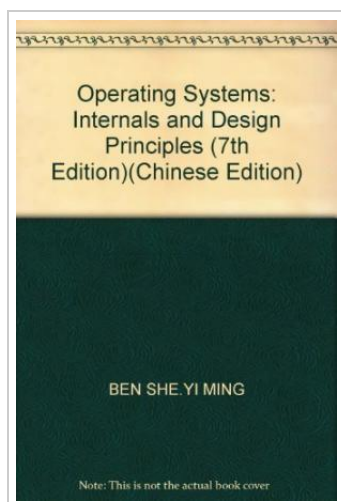 Operating Systems:
Internals and Design
Principles (7th
Edition)(Chinese Edition)
BEN SHE.YI MING
Note: This is not the actual book cover